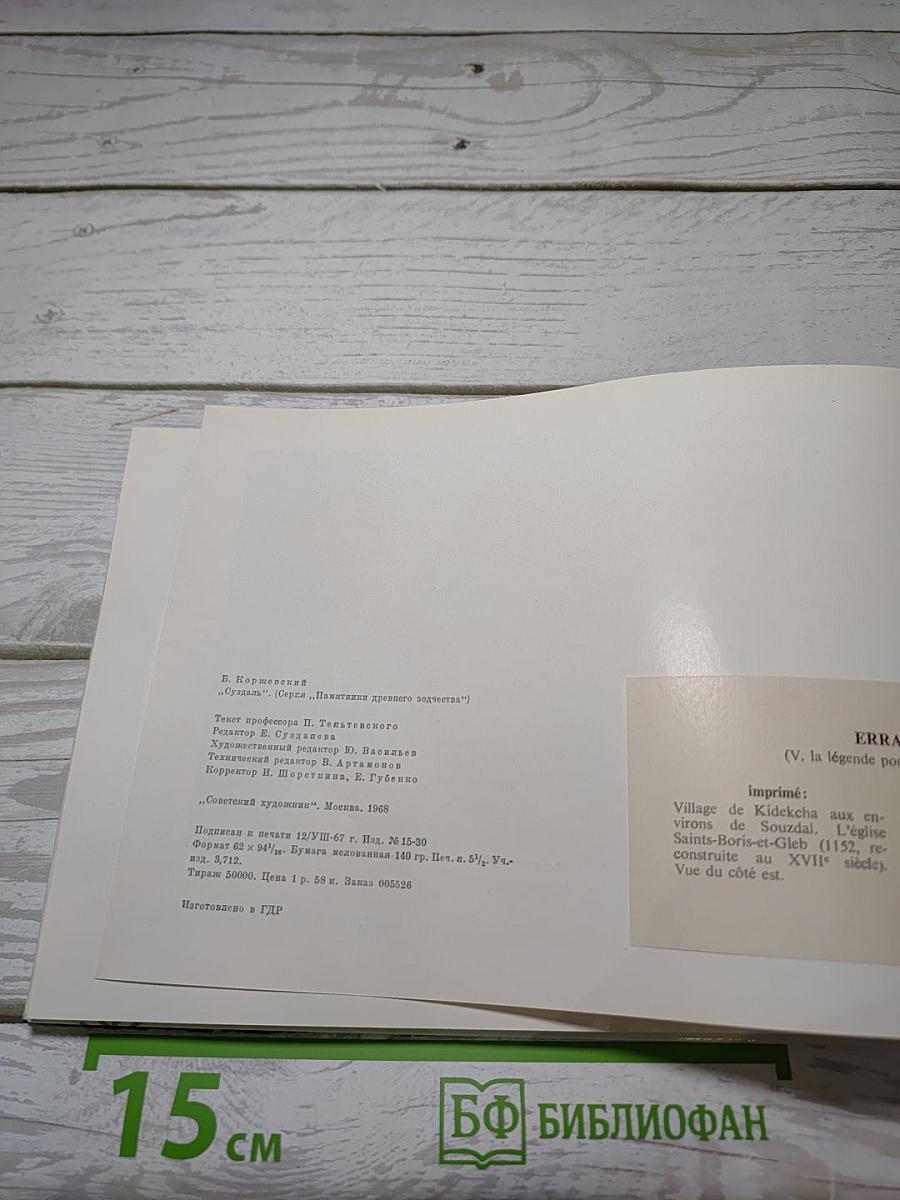 Б. Коржевский
„Суздаль“. (Серия „Памятники древнего зодчества“)
Текст профессора П. Тельтевского
Редактор Е. Суздалева
Художественный редактор Ю. Васильев
Технический редактор В. Артамонов
Корректор И. Шорсткина, Е. Губенко
„Советский художник“. Москва. 1968
Подписан к печати 12/УШ-67 г. Изд. № 15-30
Формат 62 × 94¹/₁₆. Бумага мелованная 140 гр. Печ. л. 5¹/₂. Уч.-
изд. 3,712.
Тираж 50000. Цена 1 р. 58 к. Заказ 005526
Изготовлено в ГДР
ERRA
(V. la légende pou
imprimé:
Village de Kidekcha aux en-
virons de Souzdal. L'église
Saints-Boris-et-Gleb (1152, re-
construite au XVIIᵉ siècle).
Vue du côté est.
15 см
БФ БИБЛИОФАН